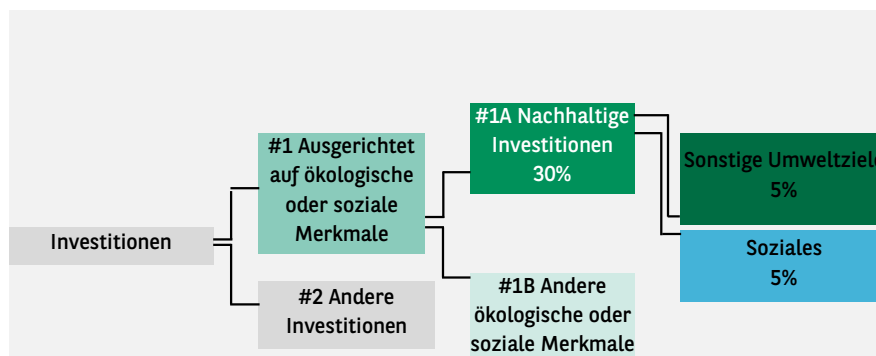 Investitionen
#1 Ausgerichtet
auf ökologische
oder soziale
Merkmale
#2 Andere
Investitionen
#1A Nachhaltige
Investitionen
30%
#1B Andere
ökologische oder
soziale Merkmale
Sonstige Umweltziele
5%
Soziales
5%